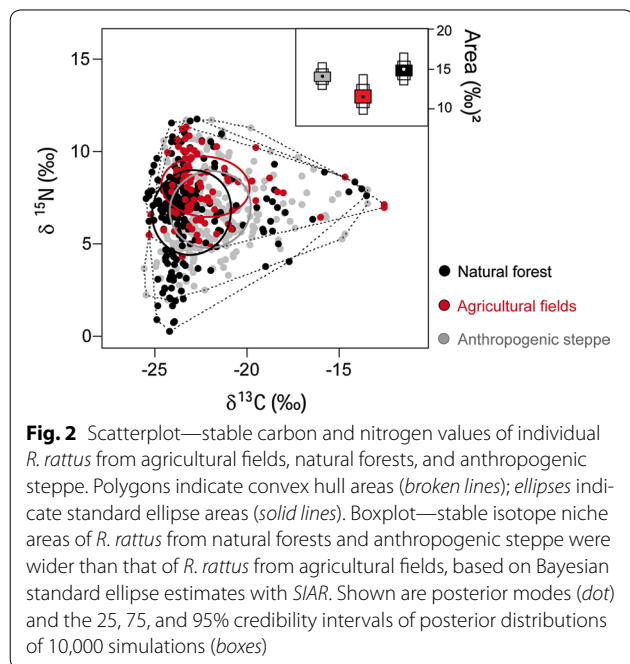 20
15
10
Area (‰)²
15
10
5
0
δ ¹⁵N (‰)
-25 -20 -15
δ¹³C (‰)
Natural forest
Agricultural fields
Anthropogenic steppe
Fig. 2 Scatterplot—stable carbon and nitrogen values of individual
R. rattus from agricultural fields, natural forests, and anthropogenic
steppe. Polygons indicate convex hull areas (broken lines); ellipses indi-
cate standard ellipse areas (solid lines). Boxplot—stable isotope niche
areas of R. rattus from natural forests and anthropogenic steppe were
wider than that of R. rattus from agricultural fields, based on Bayesian
standard ellipse estimates with SIAR. Shown are posterior modes (dot)
and the 25, 75, and 95% credibility intervals of posterior distributions
of 10,000 simulations (boxes)